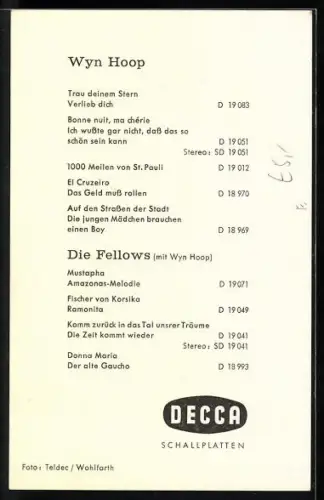 Wyn Hoop
Trau deinem Stern
Verlieb dich D 19 083
Bonne nuit, ma chérie
Ich wußte gar nicht, daß das so
schön sein kann D 19 051
Stereo: SD 19 051
1000 Meilen von St. Pauli D 19 012
El Cruzeiro
Das Geld muß rollen D 18 970
Auf den Straßen der Stadt
Die jungen Mädchen brauchen
einen Boy D 18 969
Die Fellows (mit Wyn Hoop)
Mustapha
Amazonas-Melodie D 19 071
Fischer von Korsika
Ramonita D 19 049
Komm zurück in das Tal unsrer Träume
Die Zeit kommt wieder D 19 041
Stereo: SD 19 041
Donna Maria
Der alte Gaucho D 18 993
DECCA
SCHALLPLATTEN
Foto: Teldec / Wohlfarth